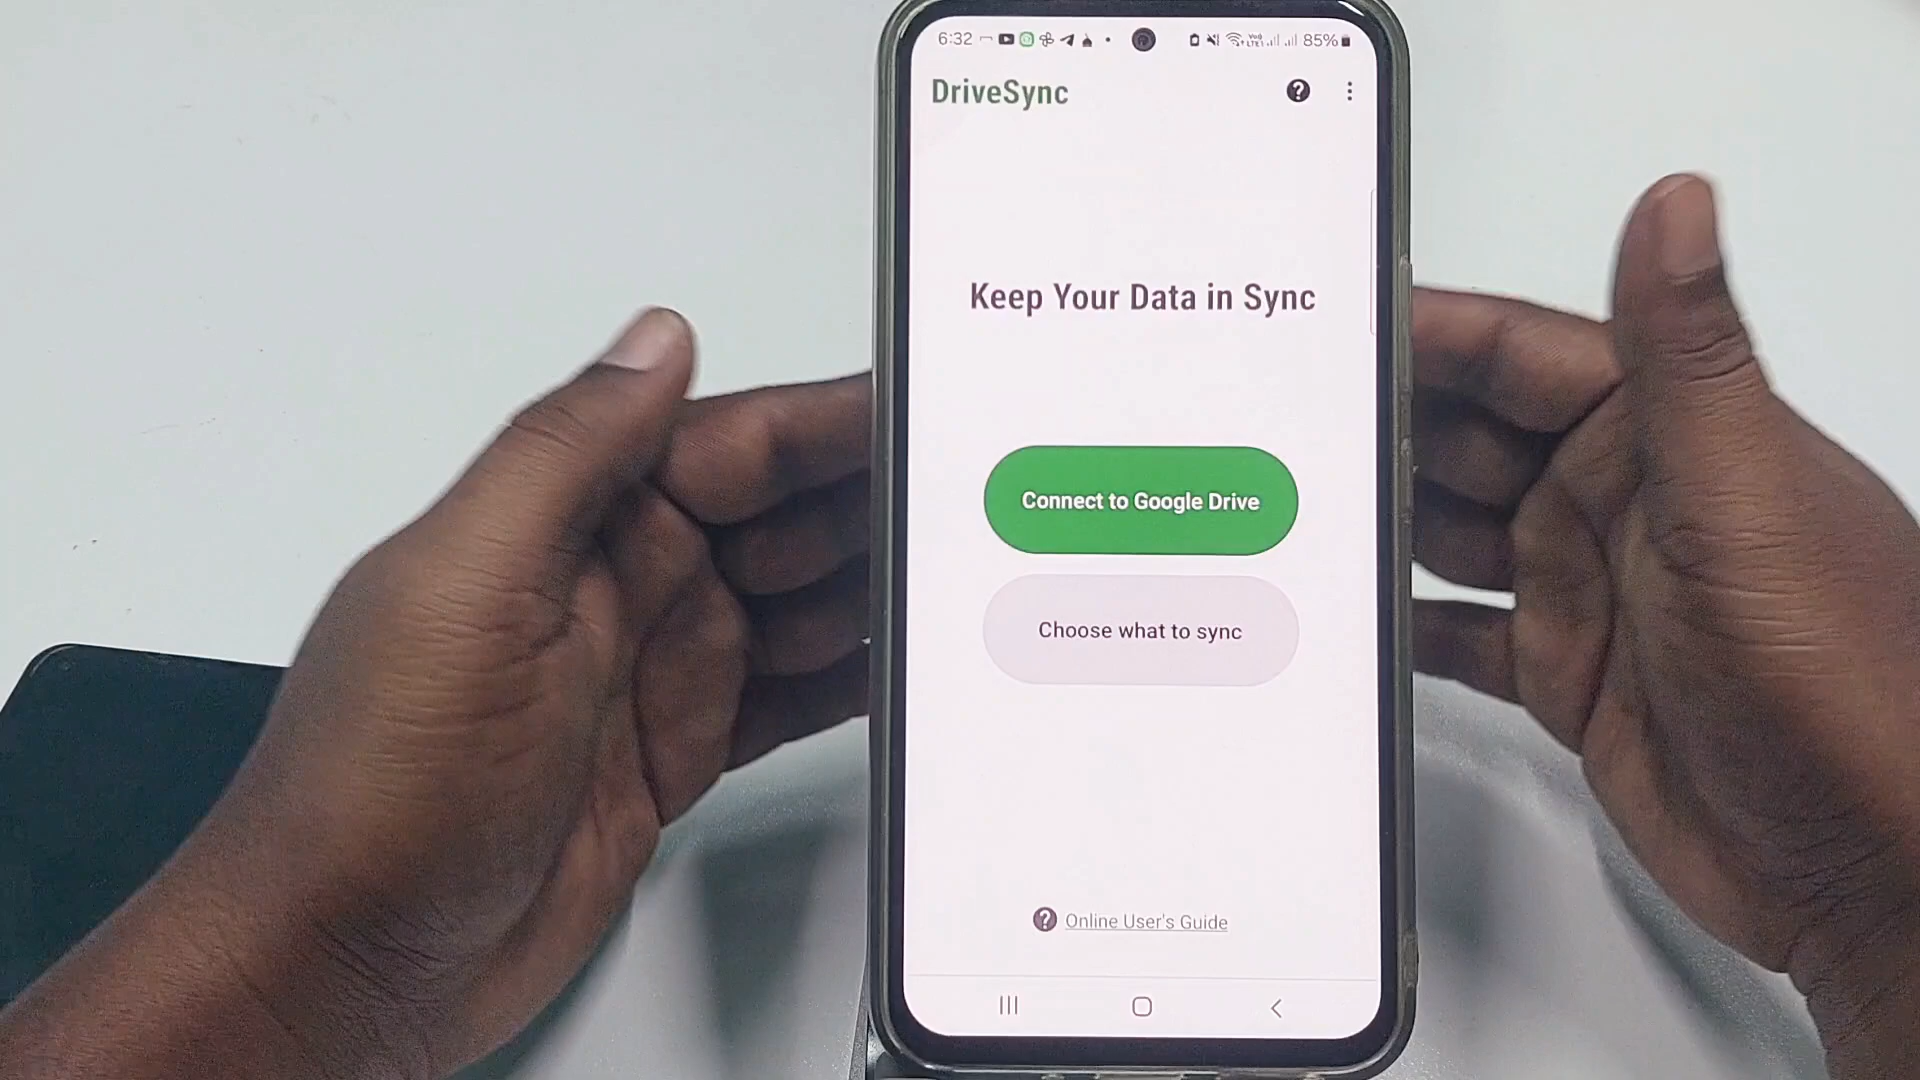 6:32
85%
DriveSync
Keep Your Data in Sync
Connect to Google Drive
Choose what to sync
Online User's Guide